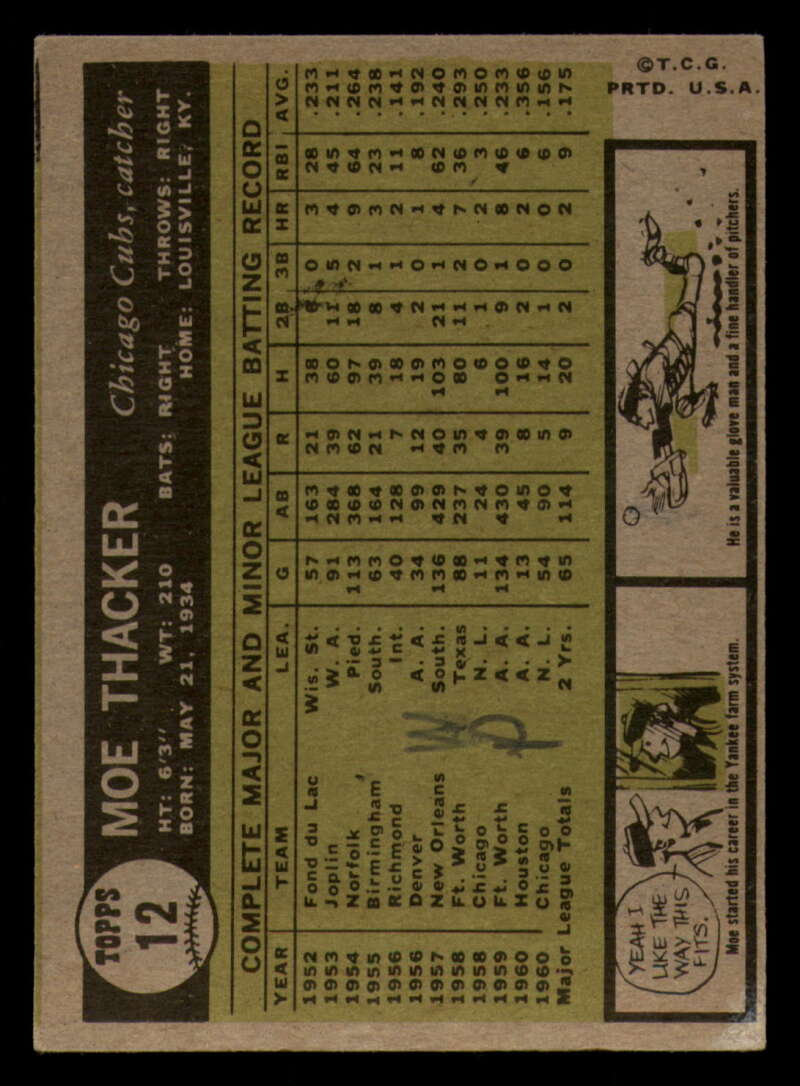 TOPPS
12
MOE THACKER Chicago Cubs, catcher
HT: 6'3" WT: 210 BATS: RIGHT THROWS: RIGHT
BORN: MAY 21, 1934 HOME: LOUISVILLE, KY.
COMPLETE MAJOR AND MINOR LEAGUE BATTING RECORD
YEAR TEAM LEA. G AB R H 2B 3B HR RBI AVG.
1952 Fond du Lac Wis. St. 57 163 21 38 0 3 28 .233
1953 Joplin W. A. 91 284 39 60 11 5 4 45 .211
1954 Norfolk Pied. 113 368 62 97 18 2 9 64 .264
1955 Birmingham South. 63 164 21 39 8 1 3 23 .238
1956 Richmond Int. 40 128 7 18 4 1 2 11 .141
1956 Denver A. A. 34 99 12 19 2 0 1 8 .192
1957 New Orleans South. 136 429 40 103 21 1 4 62 .240
1958 Ft. Worth Texas 88 237 35 80 11 2 7 36 .293
1958 Chicago N. L. 11 24 4 6 1 0 2 3 .250
1959 Ft. Worth A. A. 134 430 39 100 9 1 8 46 .233
1960 Houston A. A. 13 45 8 16 2 0 2 6 .356
1960 Chicago N. L. 54 90 5 14 1 0 0 6 .156
Major League Totals 2 Yrs. 65 114 9 20 2 0 2 9 .175
W
P
YEAH I
LIKE THE
WAY THIS
FITS.
Moe started his career in the Yankee farm system.
He is a valuable glove man and a fine handler of pitchers.
©T.C.G.
PRTD. U.S.A.